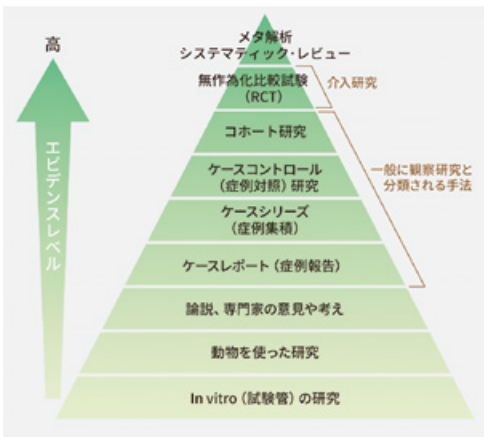 高
エビデンスレベル
メタ解析
システマティック・レビュー
無作為化比較試験
(RCT)
介入研究
コホート研究
ケースコントロール
(症例対照)研究
一般に観察研究と
分類される手法
ケースシリーズ
(症例集積)
ケースレポート(症例報告)
論説、専門家の意見や考え
動物を使った研究
In vitro(試験管)の研究